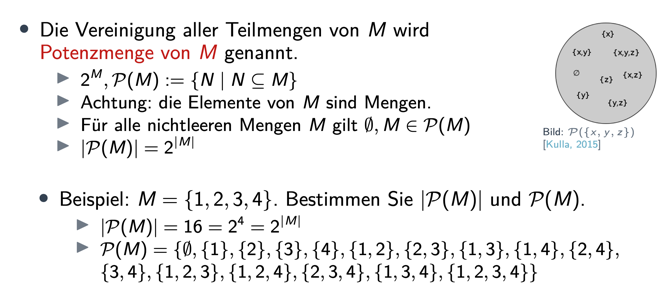 • Die Vereinigung aller Teilmengen von M wird
Potenzmenge von M genannt.
▶ 2^M, 𝒫(M) := {N | N ⊆ M}
▶ Achtung: die Elemente von M sind Mengen.
▶ Für alle nichtleeren Mengen M gilt ∅, M ∈ 𝒫(M)
▶ |𝒫(M)| = 2^|M|
{x}
{x,y} {x,y,z}
∅ {z} {x,z}
{y} {y,z}
Bild: 𝒫({x, y, z})
[Kulla, 2015]
• Beispiel: M = {1, 2, 3, 4}. Bestimmen Sie |𝒫(M)| und 𝒫(M).
▶ |𝒫(M)| = 16 = 2^4 = 2^|M|
▶ 𝒫(M) = {∅, {1}, {2}, {3}, {4}, {1, 2}, {2, 3}, {1, 3}, {1, 4}, {2, 4},
{3, 4}, {1, 2, 3}, {1, 2, 4}, {2, 3, 4}, {1, 3, 4}, {1, 2, 3, 4}}